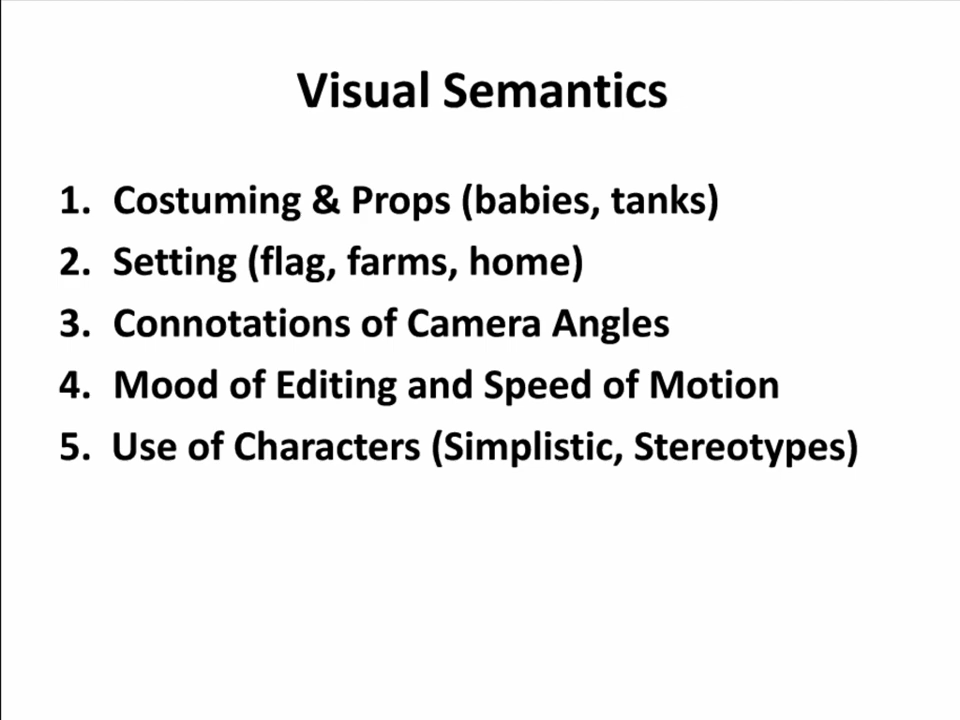 Visual Semantics
1. Costuming & Props (babies, tanks)
2. Setting (flag, farms, home)
3. Connotations of Camera Angles
4. Mood of Editing and Speed of Motion
5. Use of Characters (Simplistic, Stereotypes)